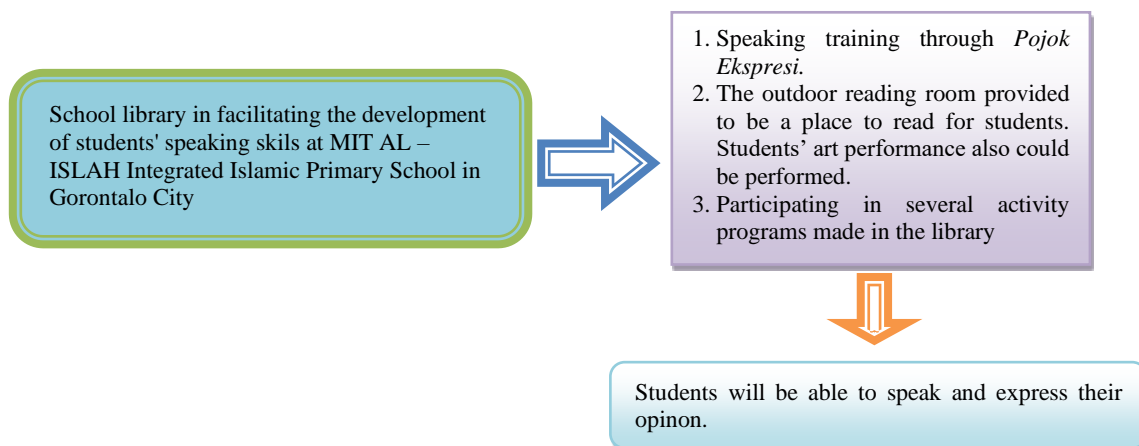 School library in facilitating the development
of students' speaking skils at MIT AL –
ISLAH Integrated Islamic Primary School in
Gorontalo City
1. Speaking training through Pojok
Ekspresi.
2. The outdoor reading room provided
to be a place to read for students.
Students’ art performance also could
be performed.
3. Participating in several activity
programs made in the library
Students will be able to speak and express their
opinon.